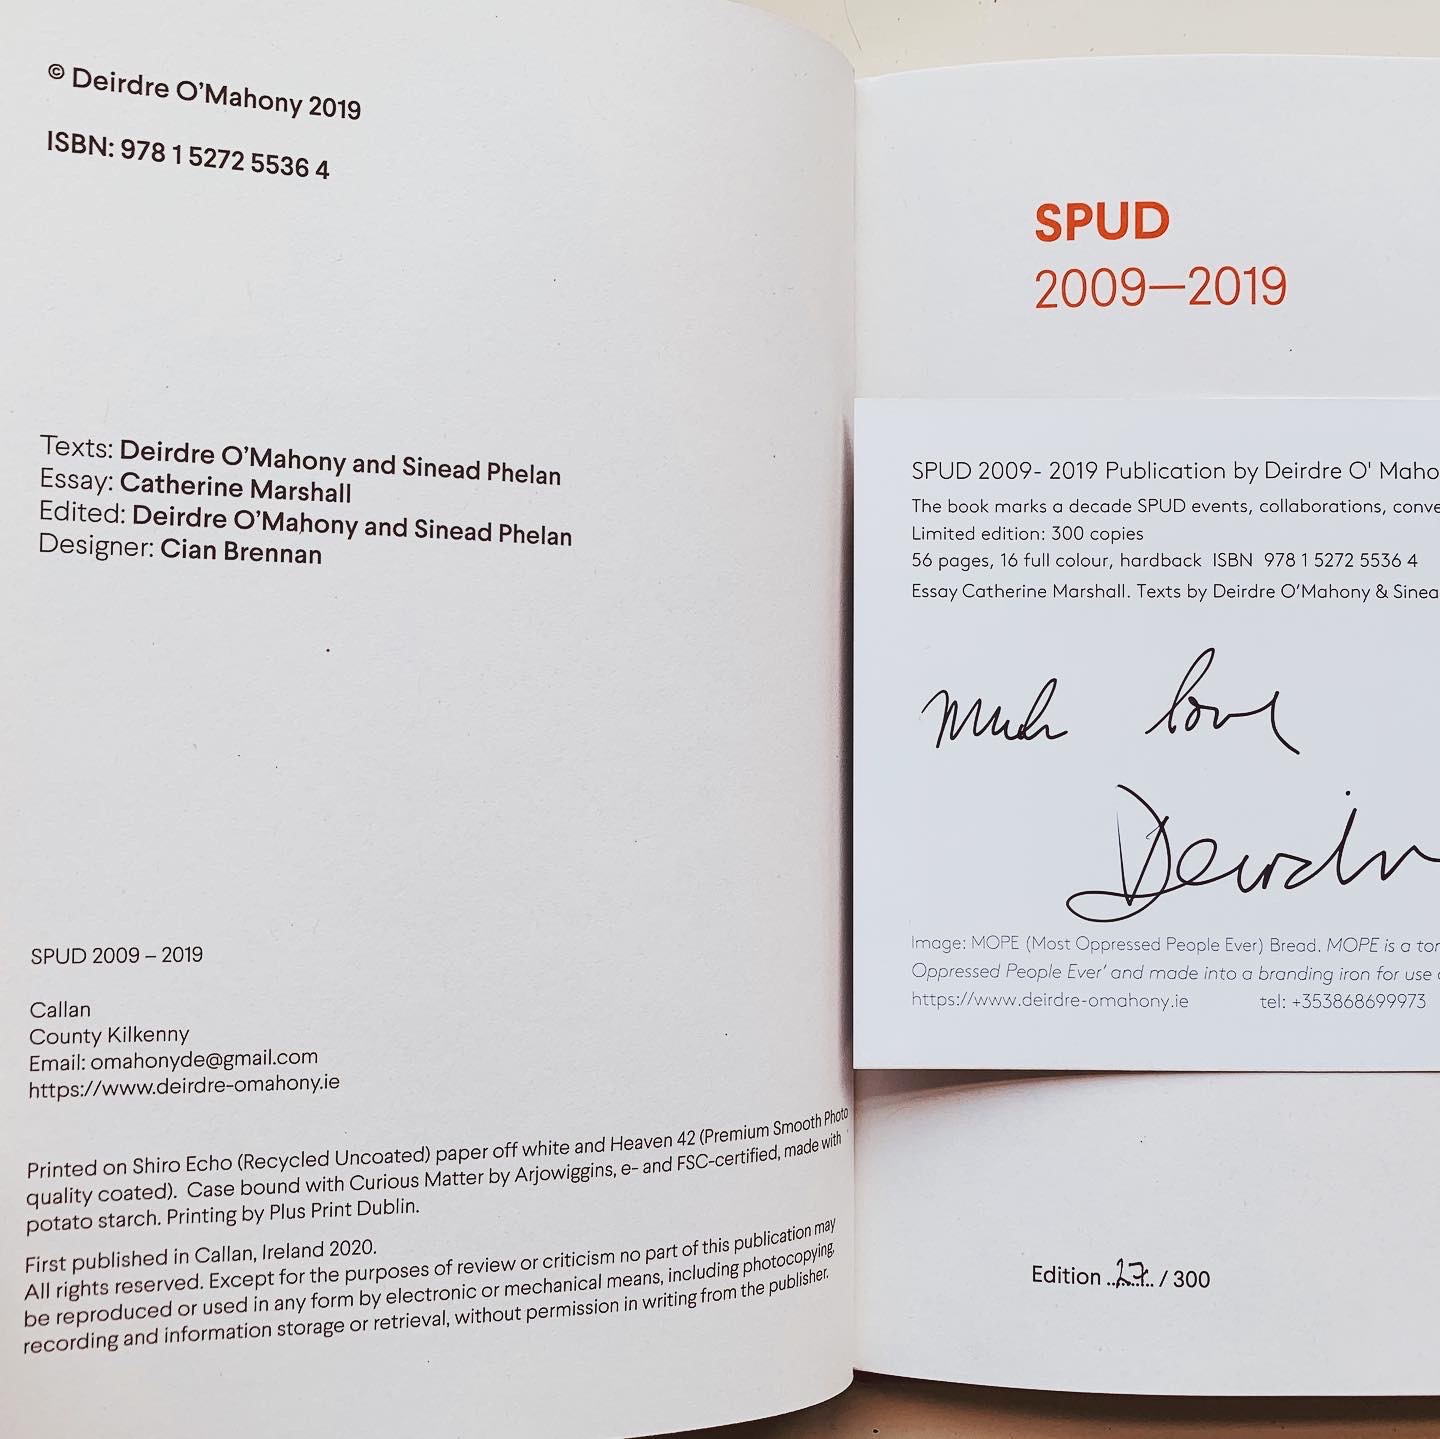 © Deirdre O'Mahony 2019
ISBN: 978 1 5272 5536 4
Texts: Deirdre O'Mahony and Sinead Phelan
Essay: Catherine Marshall
Edited: Deirdre O'Mahony and Sinead Phelan
Designer: Cian Brennan
SPUD 2009 – 2019
Callan
County Kilkenny
Email: omahonyde@gmail.com
https://www.deirdre-omahony.ie
Printed on Shiro Echo (Recycled Uncoated) paper off white and Heaven 42 (Premium Smooth Photo
quality coated). Case bound with Curious Matter by Arjowiggins, e- and FSC-certified, made with
potato starch. Printing by Plus Print Dublin.
First published in Callan, Ireland 2020.
All rights reserved. Except for the purposes of review or criticism no part of this publication may
be reproduced or used in any form by electronic or mechanical means, including photocopying,
recording and information storage or retrieval, without permission in writing from the publisher.
SPUD
2009—2019
SPUD 2009- 2019 Publication by Deirdre O' Maho
The book marks a decade SPUD events, collaborations, conve
Limited edition: 300 copies
56 pages, 16 full colour, hardback ISBN 978 1 5272 5536 4
Essay Catherine Marshall. Texts by Deirdre O'Mahony & Sinea
much love
Deirdr
Image: MOPE (Most Oppressed People Ever) Bread. MOPE is a tor
Oppressed People Ever' and made into a branding iron for use
https://www.deirdre-omahony.ie tel: +353868699973
Edition ..27.. / 300